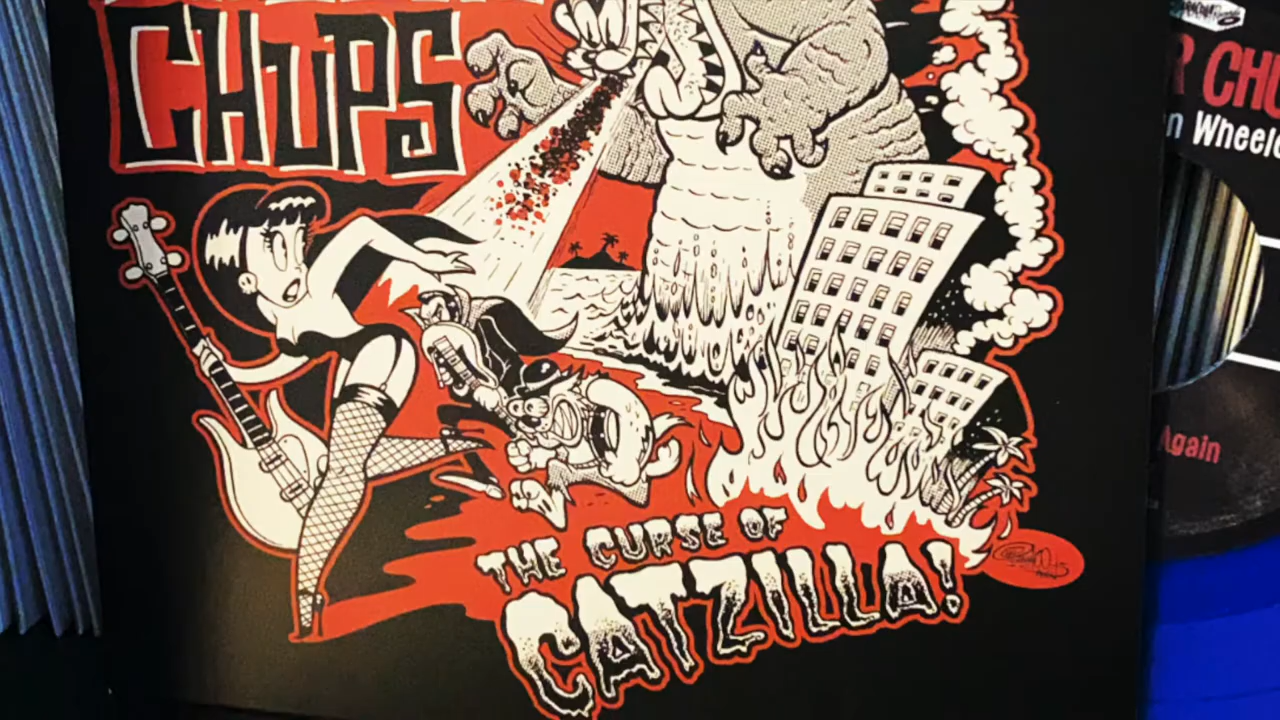 CHUPS
R CHU
n Wheele
Again
THE CURSE OF
CATZILLA!